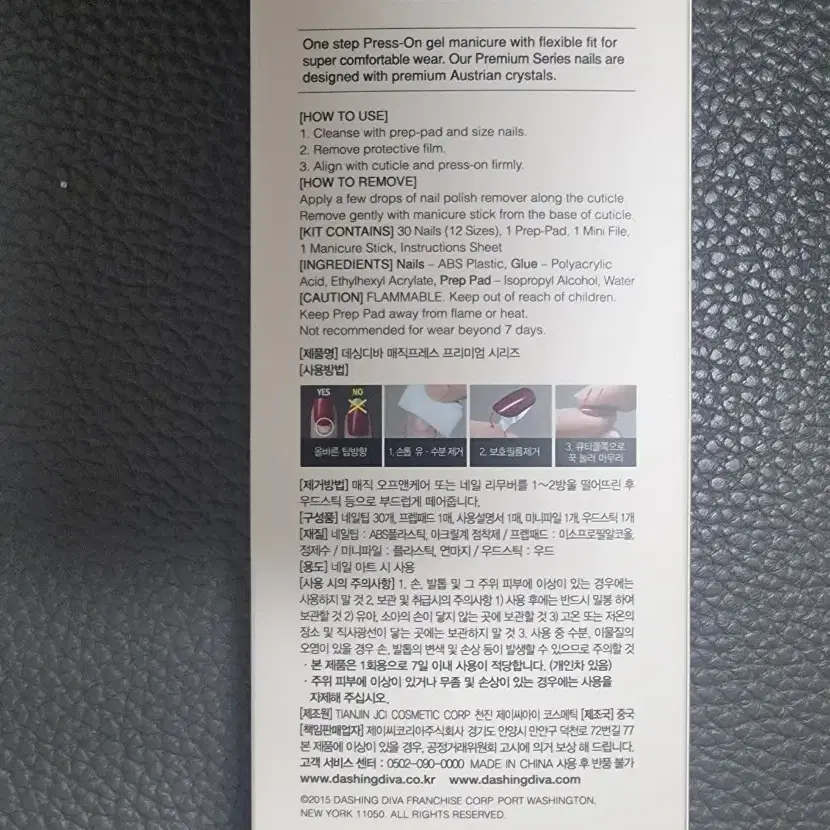 One step Press-On gel manicure with flexible fit for
super comfortable wear. Our Premium Series nails are
designed with premium Austrian crystals.
[HOW TO USE]
1. Cleanse with prep-pad and size nails.
2. Remove protective film.
3. Align with cuticle and press-on firmly.
[HOW TO REMOVE]
Apply a few drops of nail polish remover along the cuticle.
Remove gently with manicure stick from the base of cuticle.
[KIT CONTAINS] 30 Nails (12 Sizes), 1 Prep-Pad, 1 Mini File,
1 Manicure Stick, Instructions Sheet
[INGREDIENTS] Nails – ABS Plastic, Glue – Polyacrylic
Acid, Ethylhexyl Acrylate, Prep Pad – Isopropyl Alcohol, Water
[CAUTION] FLAMMABLE. Keep out of reach of children.
Keep Prep Pad away from flame or heat.
Not recommended for wear beyond 7 days.
[제품명] 데싱디바 매직프레스 프리미엄 시리즈
[사용방법]
YES NO
올바른 팁방향
1. 손톱 유 · 수분 제거
2. 보호필름제거
3. 큐티클쪽으로
꾹 눌러 마무리
[제거방법] 매직 오프앤케어 또는 네일 리무버를 1~2방울 떨어뜨린 후
우드스틱 등으로 부드럽게 떼어줍니다.
[구성품] 네일팁 30개, 프렙패드 1매, 사용설명서 1매, 미니파일 1개, 우드스틱 1개
[재질] 네일팁 : ABS플라스틱, 아크릴계 점착제 / 프렙패드 : 이소프로필알코올,
정제수 / 미니파일 : 플라스틱, 연마지 / 우드스틱 : 우드
[용도] 네일 아트 시 사용
[사용 시의 주의사항] 1. 손, 발톱 및 그 주위 피부에 이상이 있는 경우에는
사용하지 말 것 2. 보관 및 취급시의 주의사항 1) 사용 후에는 반드시 밀봉 하여
보관할 것 2) 유아, 소아의 손이 닿지 않는 곳에 보관할 것 3) 고온 또는 저온의
장소 및 직사광선이 닿는 곳에는 보관하지 말 것 3. 사용 중 수분, 이물질의
오염이 있을 경우 손, 발톱의 변색 및 손상 등이 발생할 수 있으므로 주의할 것
· 본 제품은 1회용으로 7일 이내 사용이 적당합니다. (개인차 있음)
· 주위 피부에 이상이 있거나 무좀 및 손상이 있는 경우에는 사용을
자제해 주십시오.
[제조원] TIANJIN JCI COSMETIC CORP 천진 제이씨아이 코스메틱 [제조국] 중국
[책임판매업자] 제이씨코리아주식회사 경기도 안양시 만안구 덕천로 72번길 77
본 제품에 이상이 있을 경우, 공정거래위원회 고시에 의거 보상 해 드립니다.
고객 서비스 센터 : 0502-090-0000 MADE IN CHINA 사용 후 반품 불가
www.dashingdiva.co.kr www.dashingdiva.com
©2015 DASHING DIVA FRANCHISE CORP. PORT WASHINGTON,
NEW YORK 11050. ALL RIGHTS RESERVED.